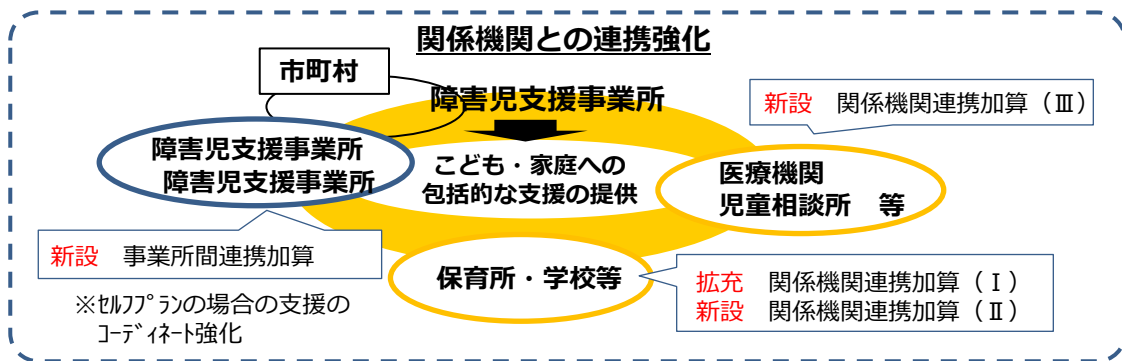 関係機関との連携強化
市町村
障害児支援事業所
新設　関係機関連携加算（Ⅲ）
障害児支援事業所
障害児支援事業所
こども・家庭への
包括的な支援の提供
医療機関
児童相談所　等
新設　事業所間連携加算
保育所・学校等
拡充　関係機関連携加算（Ⅰ）
新設　関係機関連携加算（Ⅱ）
※ｾﾙﾌﾌﾟﾗﾝの場合の支援の
ｺｰﾃﾞｨﾈｰﾄ強化